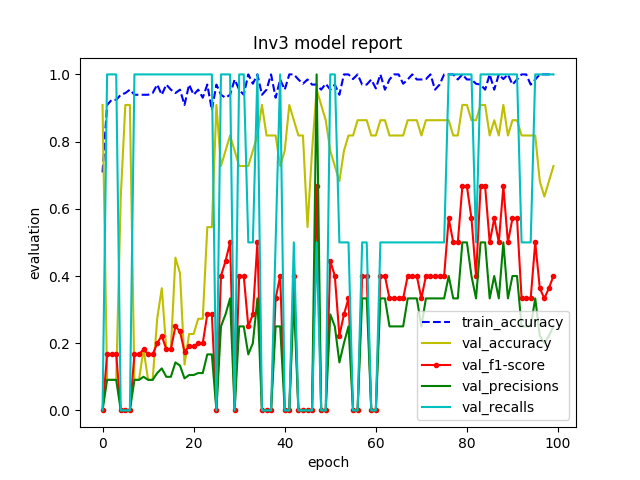 Inv3 model report
evaluation
1.0
0.8
0.6
0.4
0.2
0.0
0
20
40
60
80
100
epoch
train_accuracy
val_accuracy
val_f1-score
val_precisions
val_recalls